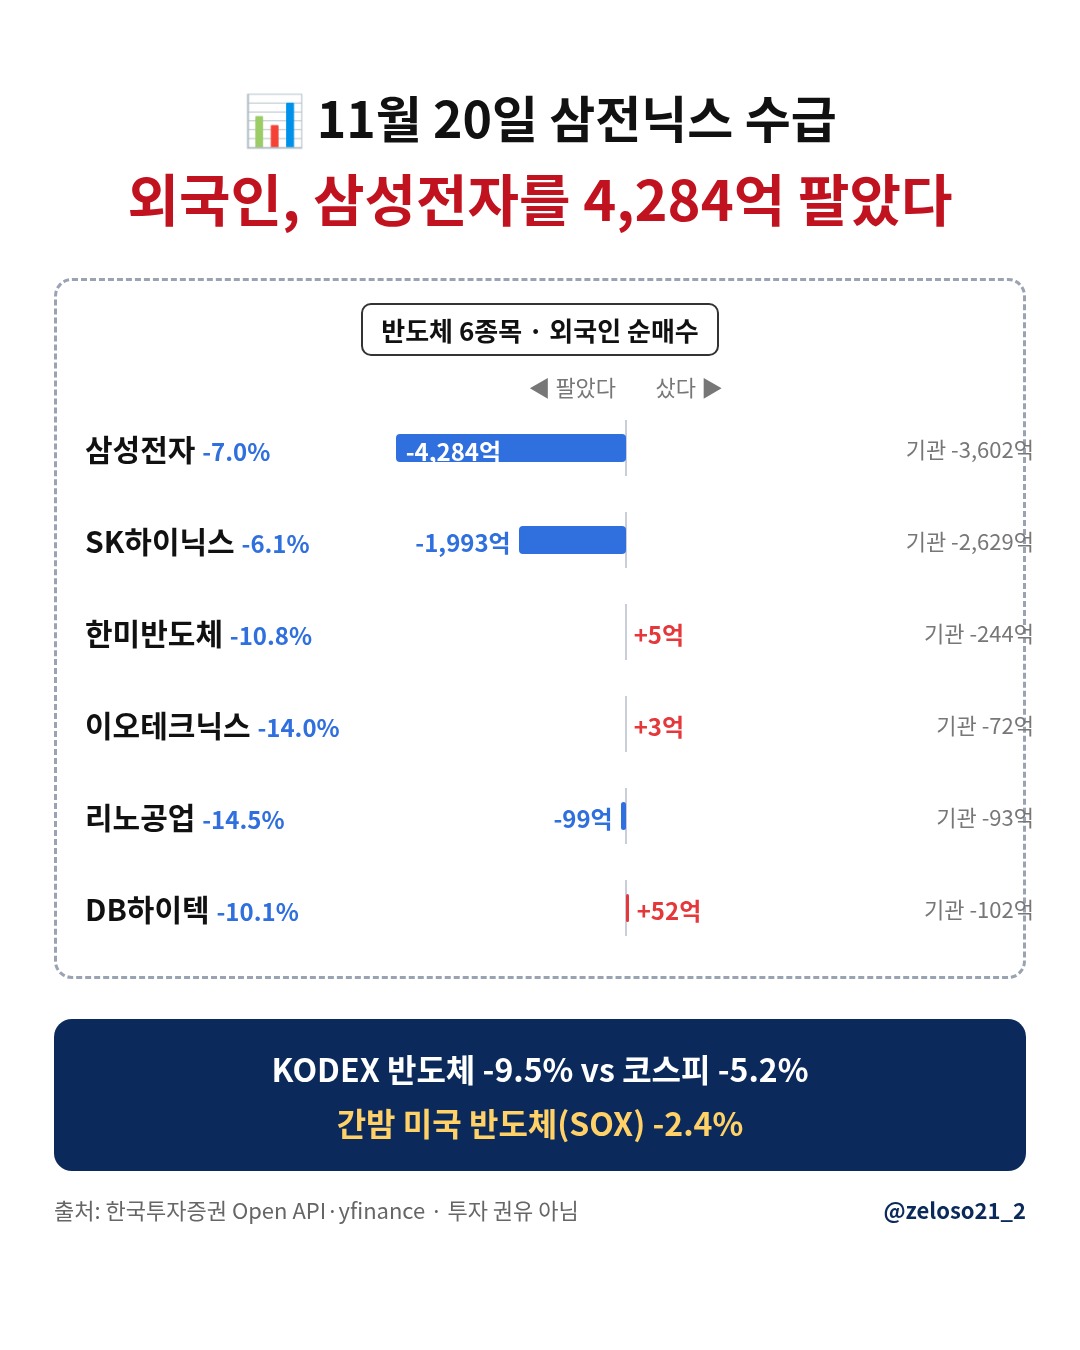 📊 11월 20일 삼전닉스 수급
외국인, 삼성전자를 4,284억 팔았다
반도체 6종목 · 외국인 순매수
◀ 팔았다 샀다 ▶
삼성전자 -7.0% -4,284억 기관 -3,602억
SK하이닉스 -6.1% -1,993억 기관 -2,629억
한미반도체 -10.8% +5억 기관 -244억
이오테크닉스 -14.0% +3억 기관 -72억
리노공업 -14.5% -99억 기관 -93억
DB하이텍 -10.1% +52억 기관 -102억
KODEX 반도체 -9.5% vs 코스피 -5.2%
간밤 미국 반도체(SOX) -2.4%
출처: 한국투자증권 Open API·yfinance · 투자 권유 아님 @zeloso21_2